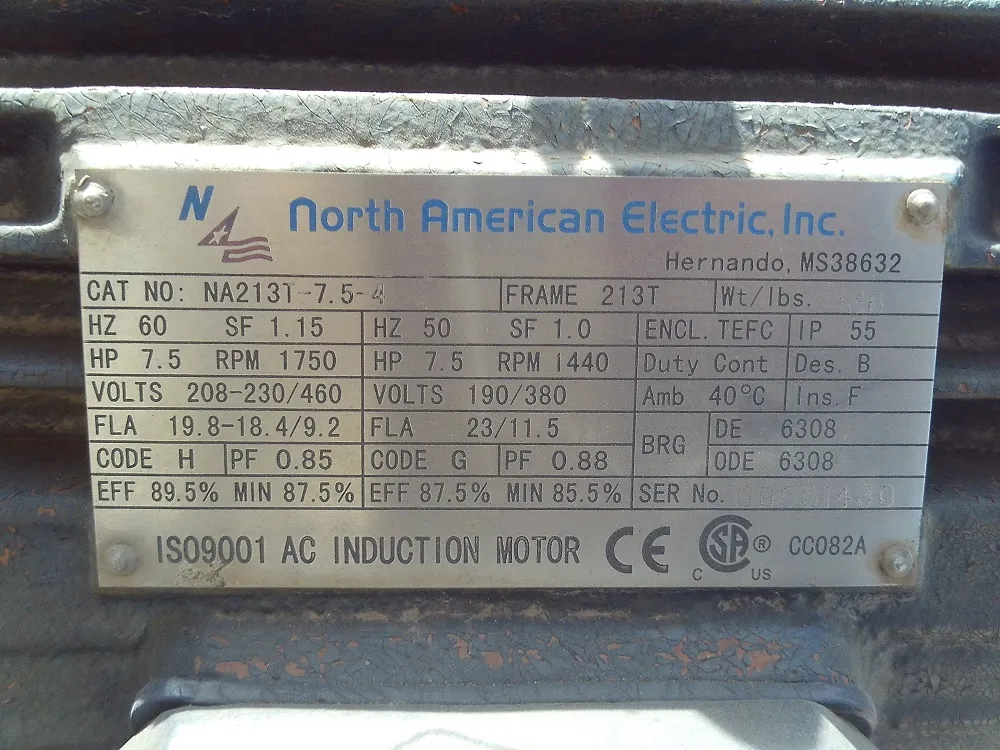 N
North American Electric, Inc.
Hernando, MS38632
CAT NO: NA213T-7.5-4 FRAME 213T Wt/lbs.
HZ 60 SF 1.15 HZ 50 SF 1.0 ENCL. TEFC IP 55
HP 7.5 RPM 1750 HP 7.5 RPM 1440 Duty Cont Des. B
VOLTS 208-230/460 VOLTS 190/380 Amb 40°C Ins. F
FLA 19.8-18.4/9.2 FLA 23/11.5 BRG DE 6308
CODE H PF 0.85 CODE G PF 0.88 ODE 6308
EFF 89.5% MIN 87.5% EFF 87.5% MIN 85.5% SER No.
ISO9001 AC INDUCTION MOTOR CE C SA ® US CC082A